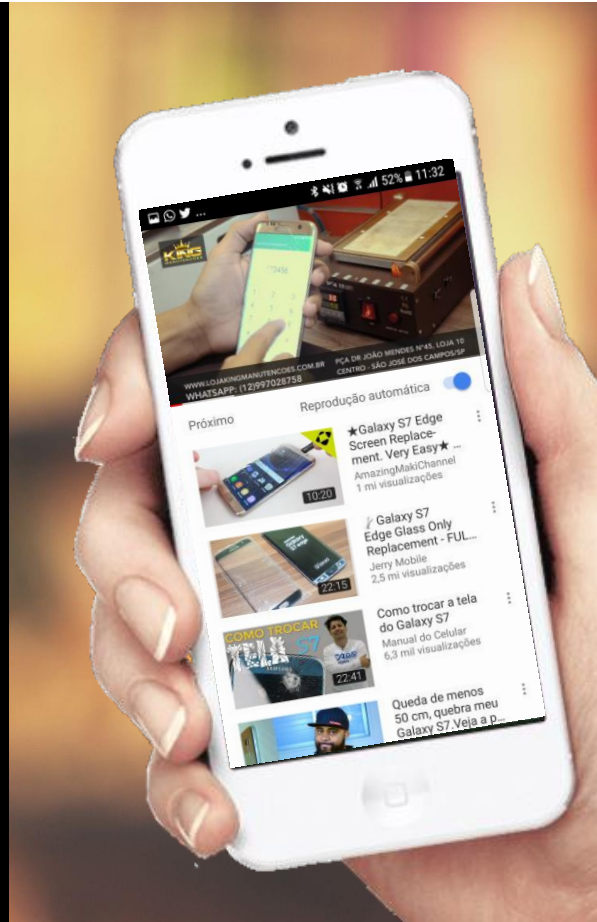 52% 11:32
KING
WWW.LOJAKINGMANUTENCOES.COM.BR
WHATSAPP: (12)997028758
PÇA DR JOÃO MENDES Nº45, LOJA 10
CENTRO - SÃO JOSÉ DOS CAMPOS/SP
Próximo
Reprodução automática
★Galaxy S7 Edge
Screen Replace-
ment. Very Easy★ ...
AmazingMakiChannel
1 mi visualizações
10:20
Galaxy S7
Edge Glass Only
Replacement - FUL...
Jerry Mobile
2,5 mi visualizações
22:15
Como trocar a tela
do Galaxy S7
Manual do Celular
6,3 mil visualizações
COMO TROCAR
TELA S7
22:41
Queda de menos
50 cm, quebra meu
Galaxy S7.Veja a p...